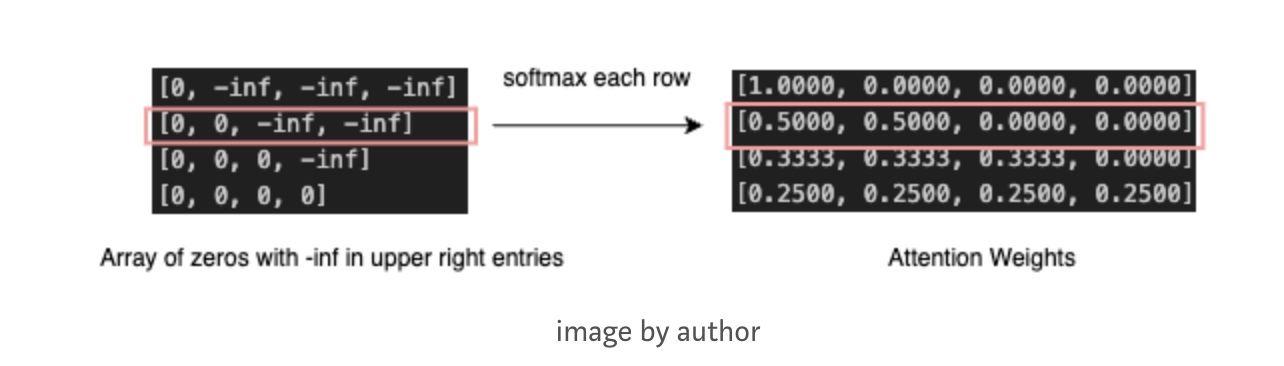 [0, -inf, -inf, -inf]
[0, 0, -inf, -inf]
[0, 0, 0, -inf]
[0, 0, 0, 0]
Array of zeros with -inf in upper right entries
softmax each row
[1.0000, 0.0000, 0.0000, 0.0000]
[0.5000, 0.5000, 0.0000, 0.0000]
[0.3333, 0.3333, 0.3333, 0.0000]
[0.2500, 0.2500, 0.2500, 0.2500]
Attention Weights
image by author